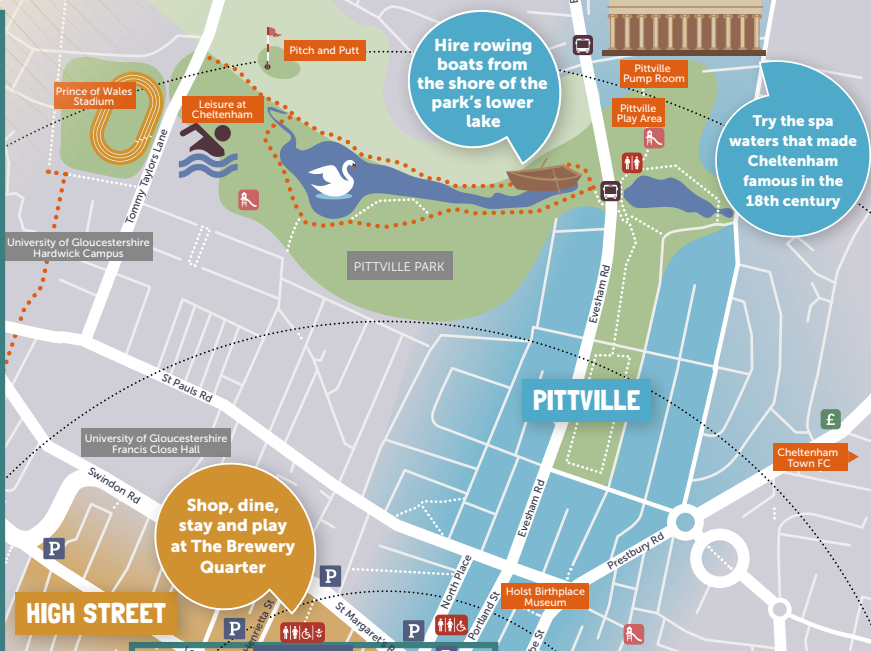 Pitch and Putt
Hire rowing
boats from
the shore of the
park's lower
lake
Pittville
Pump Room
Prince of Wales
Stadium
Leisure at
Cheltenham
Pittville
Play Area
Try the spa
waters that made
Cheltenham
famous in the
18th century
Tommy Taylors Lane
University of Gloucestershire
Hardwick Campus
PITTVILLE PARK
Evesham Rd
St Pauls Rd
PITTVILLE
£
University of Gloucestershire
Francis Close Hall
Cheltenham
Town FC
Swindon Rd
Shop, dine,
stay and play
at The Brewery
Quarter
Evesham Rd
Prestbury Rd
P
P
North Place
Portland St
Holst Birthplace
Museum
HIGH STREET
Henrietta St
St Margaret's
P
P